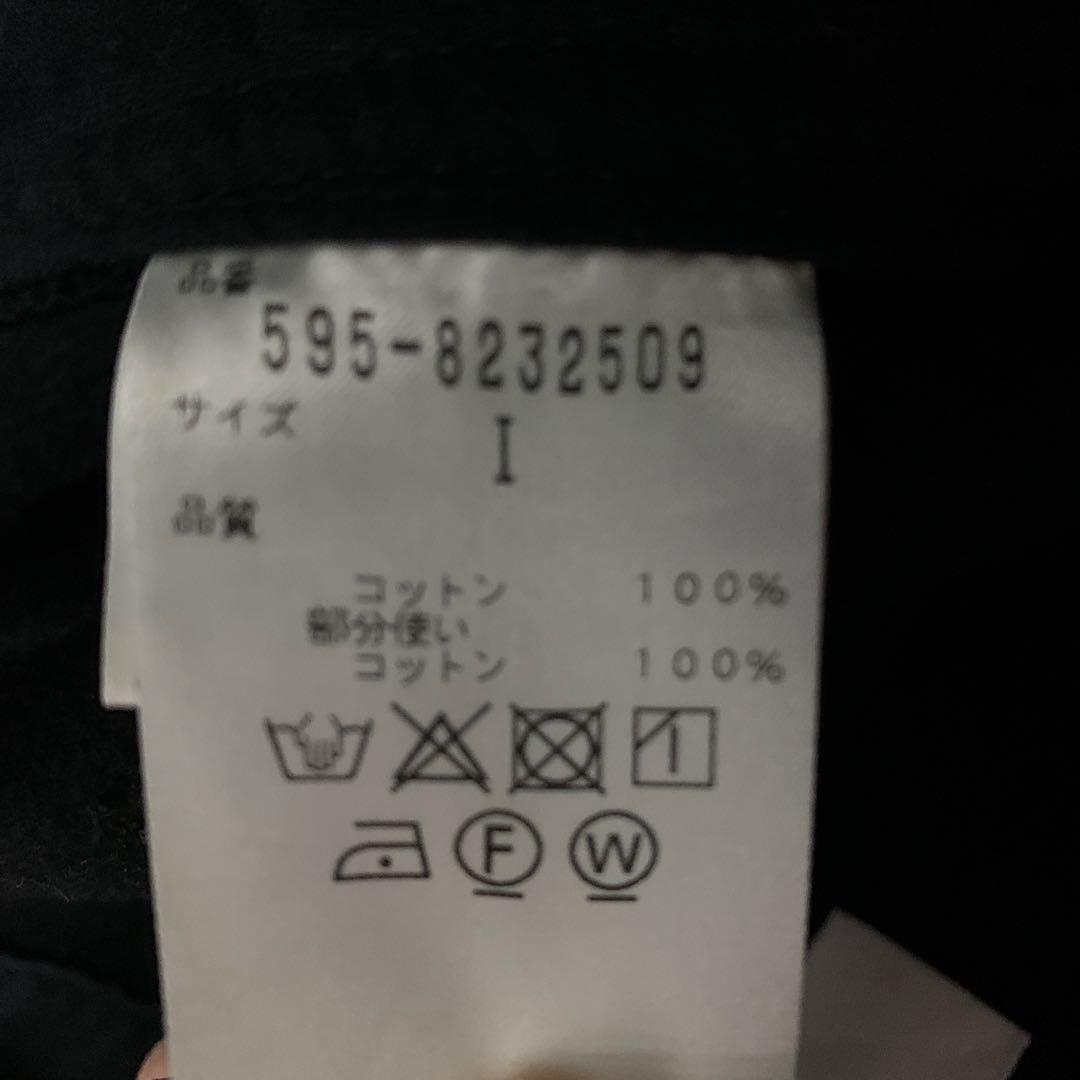 品番
595-8232509
サイズ I
品質
コットン 100%
部分使い
コットン 100%
F W